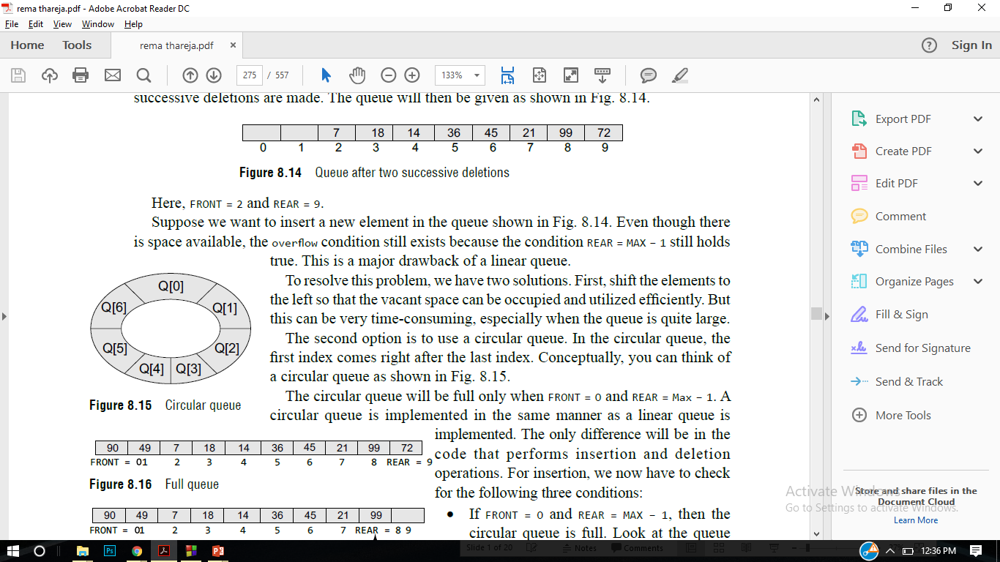 rema thareja.pdf - Adobe Acrobat Reader DC
File Edit View Window Help
Home Tools rema thareja.pdf × Sign In
275 / 557 133%
successive deletions are made. The queue will then be given as shown in Fig. 8.14.
7 18 14 36 45 21 99 72
0 1 2 3 4 5 6 7 8 9
Figure 8.14 Queue after two successive deletions
Here, FRONT = 2 and REAR = 9.
Suppose we want to insert a new element in the queue shown in Fig. 8.14. Even though there
is space available, the overflow condition still exists because the condition REAR = MAX – 1 still holds
true. This is a major drawback of a linear queue.
To resolve this problem, we have two solutions. First, shift the elements to
the left so that the vacant space can be occupied and utilized efficiently. But
this can be very time-consuming, especially when the queue is quite large.
The second option is to use a circular queue. In the circular queue, the
first index comes right after the last index. Conceptually, you can think of
a circular queue as shown in Fig. 8.15.
Q[0]
Q[6] Q[1]
Q[5] Q[2]
Q[4] Q[3]
Figure 8.15 Circular queue
The circular queue will be full only when FRONT = 0 and REAR = Max – 1. A
circular queue is implemented in the same manner as a linear queue is
implemented. The only difference will be in the
code that performs insertion and deletion
operations. For insertion, we now have to check
for the following three conditions:
90 49 7 18 14 36 45 21 99 72
FRONT = 01 2 3 4 5 6 7 8 REAR = 9
Figure 8.16 Full queue
90 49 7 18 14 36 45 21 99
FRONT = 01 2 3 4 5 6 7 REAR = 8 9
• If FRONT = 0 and REAR = MAX – 1, then the
circular queue is full. Look at the queue
Export PDF
Create PDF
Edit PDF
Comment
Combine Files
Organize Pages
Fill & Sign
Send for Signature
Send & Track
More Tools
Store and share files in the
Document Cloud
Learn More
Activate Windows
Go to Settings to activate Windows.
Slide 1 of 20 Notes Comments
12:36 PM